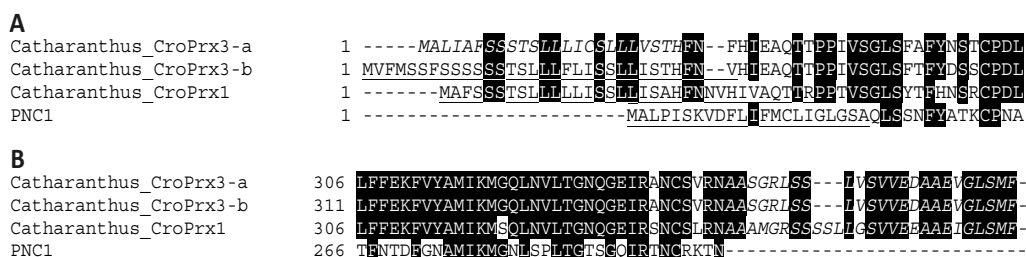 A
Catharanthus_CroPrx3-a 1 -----MALIAFSSSTSLLLICSLLLVSTHFN--FHIEAQTTPPIVSGLSFAFYNSTCPDL
Catharanthus_CroPrx3-b 1 MVFMSSFSSSSSSTSLLLFLISSLLISTHFN--VHIEAQTTPPIVSGLSFTFYDSSCPDL
Catharanthus_CroPrx1 1 -------MAFSSSTSLLLLLISSLLISAHFNNVHIVAQTTRPPTVSGLSYTFHNSRCPDL
PNC1 1 ------------------------MALPISKVDFLIFMCLIGLGSAQLSSNFYATKCPNA
B
Catharanthus_CroPrx3-a 306 LFFEKFVYAMIKMGQLNVLTGNQGEIRANCSVRNAASGRLSS---LVSVVEDAAEVGLSMF-
Catharanthus_CroPrx3-b 311 LFFEKFVYAMIKMGQLNVLTGNQGEIRANCSVRNAASGRLSS---LVSVVEDAAEVGLSMF-
Catharanthus_CroPrx1 306 LFFEKFVYAMIKMSQLNVLTGNQGEIRSNCSLRNAAAMGRSSSSLLGSVVEEAAEIGLSMF-
PNC1 266 TFNTDFGNAMIKMGNLSPLTGTSGQIRTNCRKTN----------------------------